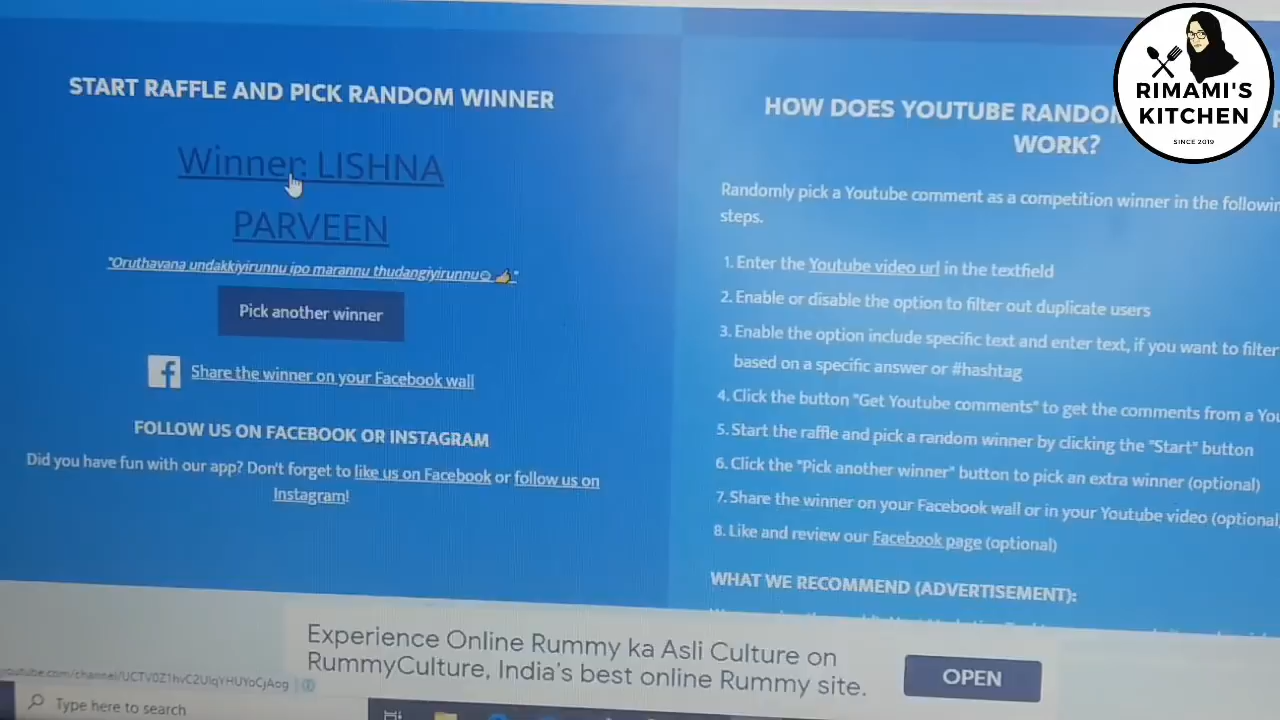 START RAFFLE AND PICK RANDOM WINNER
Winner: LISHNA
PARVEEN
"Oruthavana undakkiyirunnu ipo marannu thudangiyirunnu☺👍"
Pick another winner
Share the winner on your Facebook wall
FOLLOW US ON FACEBOOK OR INSTAGRAM
Did you have fun with our app? Don't forget to like us on Facebook or follow us on
Instagram!
HOW DOES YOUTUBE RANDOM
WORK?
Randomly pick a Youtube comment as a competition winner in the following
steps.
1. Enter the Youtube video url in the textfield
2. Enable or disable the option to filter out duplicate users
3. Enable the option include specific text and enter text, if you want to filter
based on a specific answer or #hashtag
4. Click the button "Get Youtube comments" to get the comments from a You
5. Start the raffle and pick a random winner by clicking the "Start" button
6. Click the "Pick another winner" button to pick an extra winner (optional)
7. Share the winner on your Facebook wall or in your Youtube video (optional)
8. Like and review our Facebook page (optional)
WHAT WE RECOMMEND (ADVERTISEMENT):
RIMAMI'S
KITCHEN
SINCE 2019
Experience Online Rummy ka Asli Culture on
RummyCulture, India's best online Rummy site.
OPEN
Type here to search